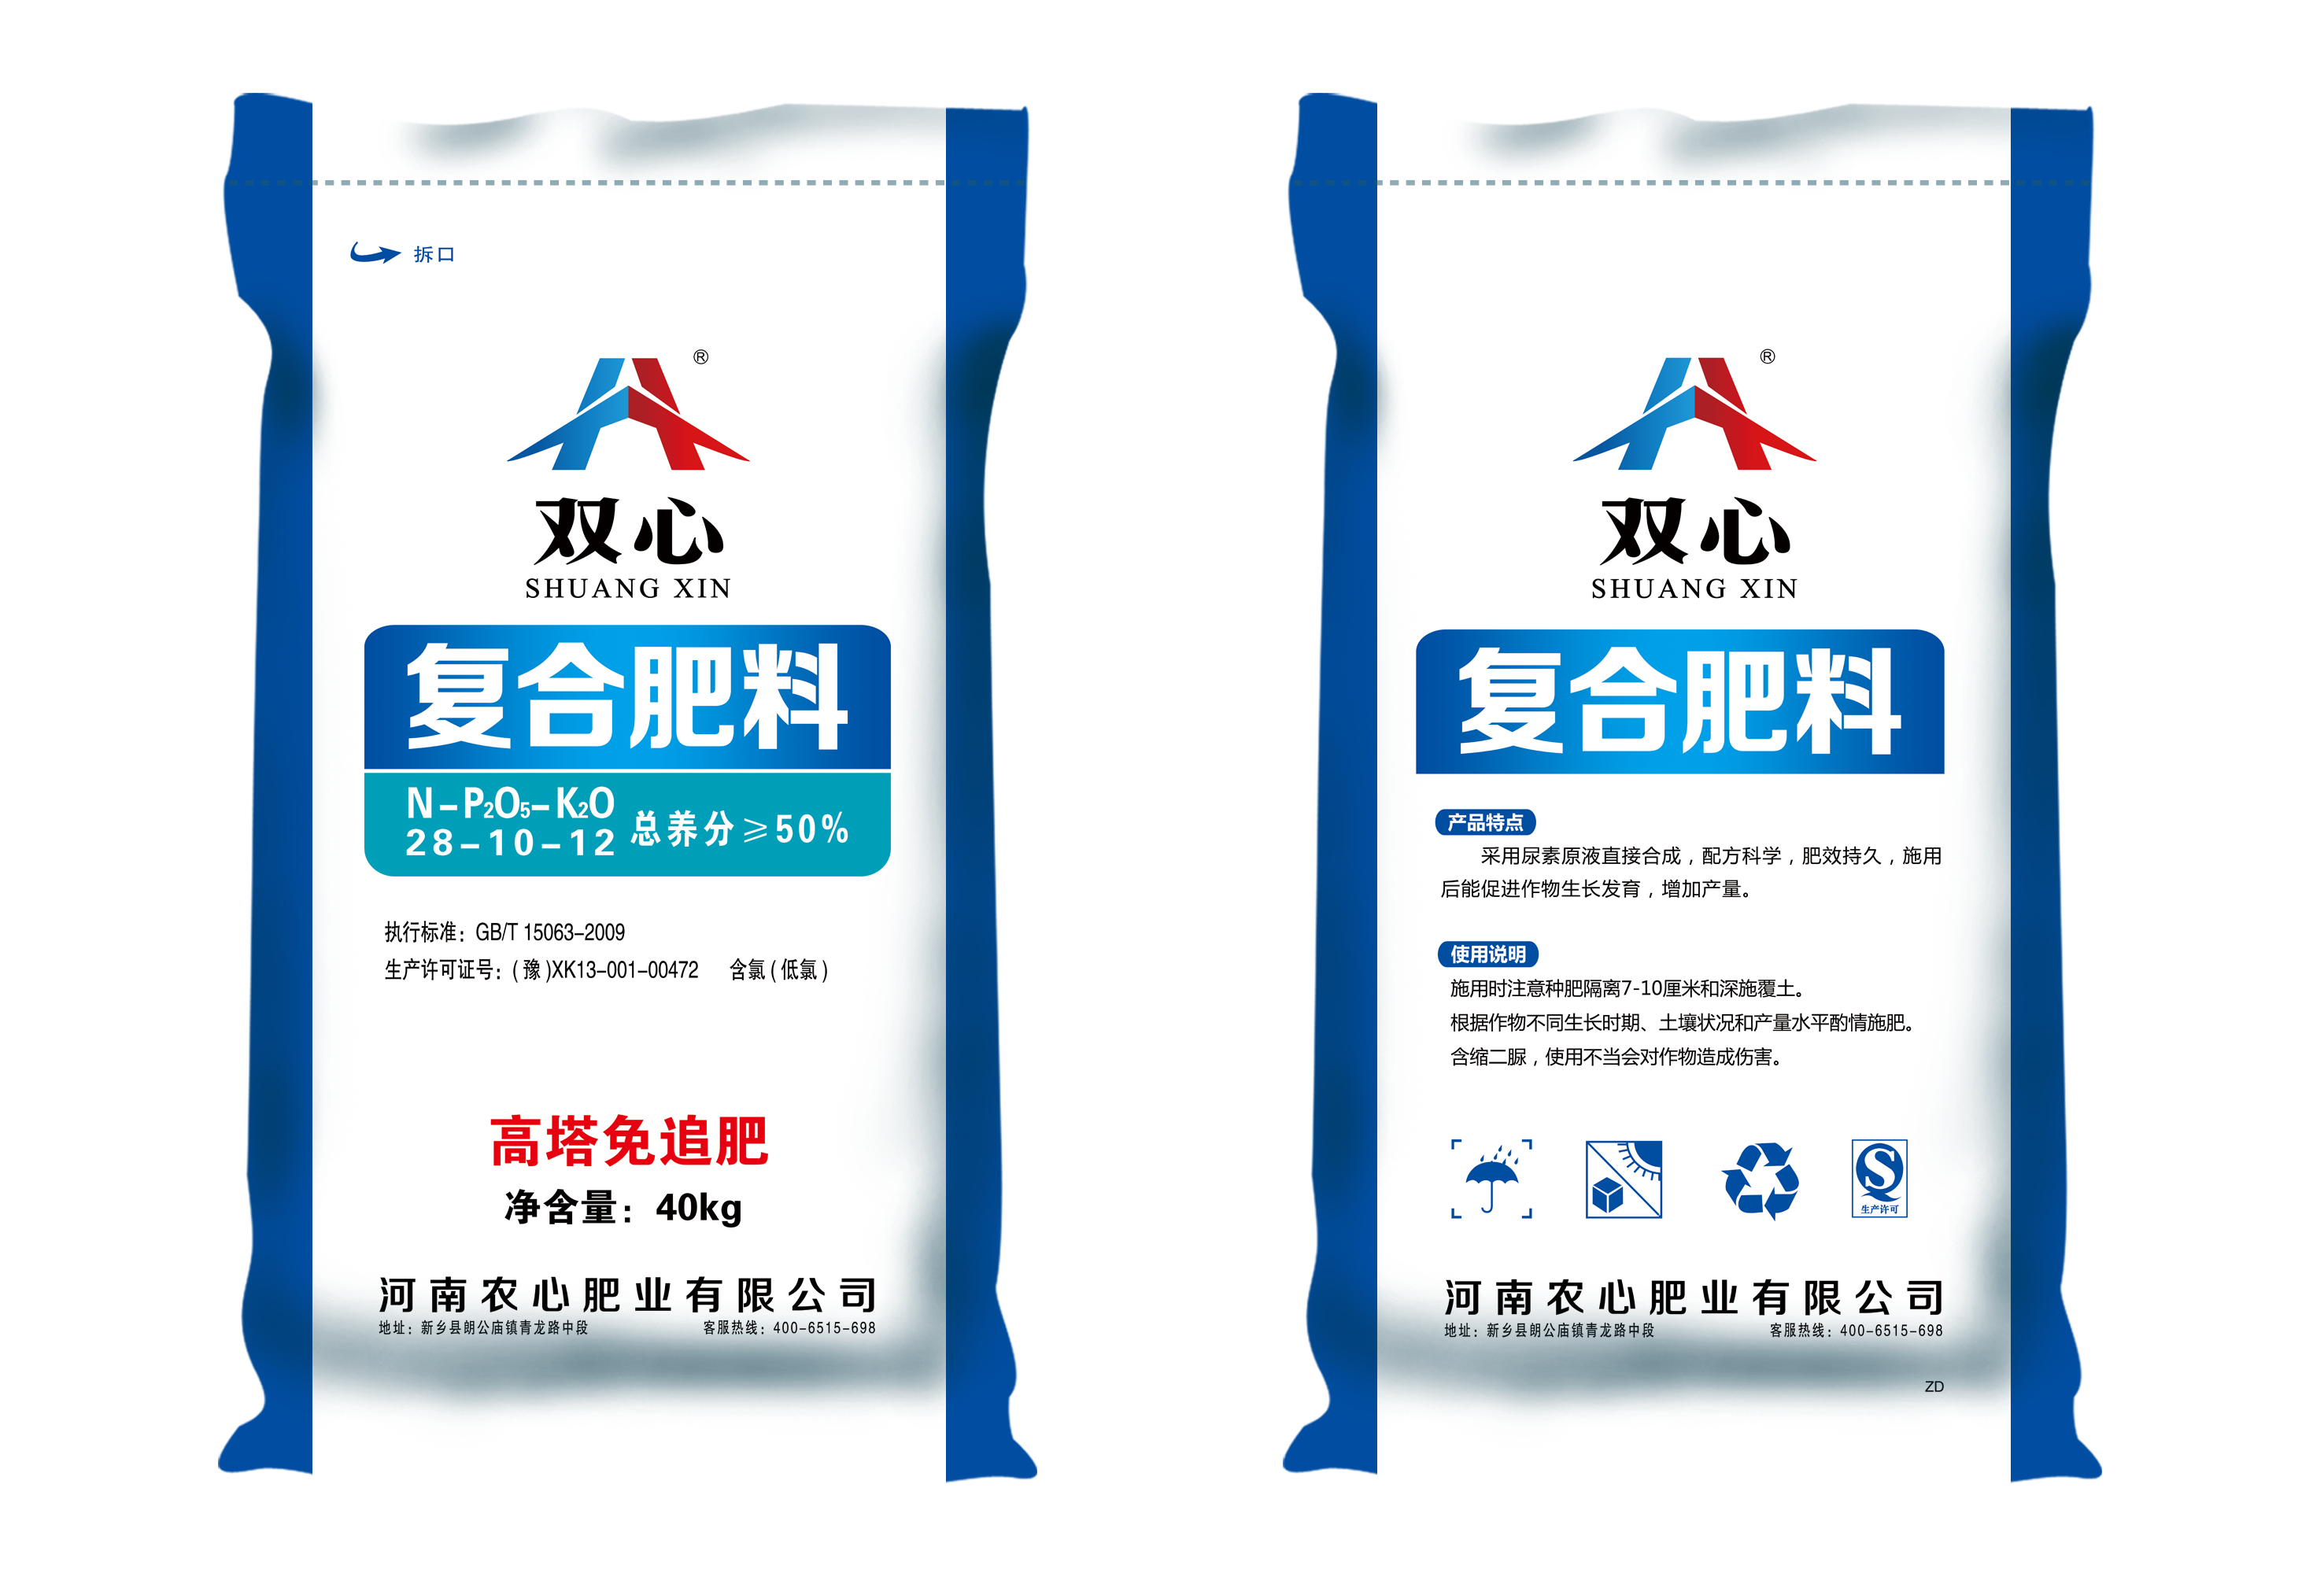 拆口
®
双心
SHUANG XIN
复合肥料
N-P₂O₅-K₂O
28-10-12
总养分≥50%
执行标准：GB/T 15063-2009
生产许可证号：(豫)XK13-001-00472 含氯(低氯)
高塔免追肥
净含量：40kg
河南农心肥业有限公司
地址：新乡县朗公庙镇青龙路中段 客服热线：400-6515-698
®
双心
SHUANG XIN
复合肥料
产品特点
采用尿素原液直接合成，配方科学，肥效持久，施用
后能促进作物生长发育，增加产量。
使用说明
施用时注意种肥隔离7-10厘米和深施覆土。
根据作物不同生长时期、土壤状况和产量水平酌情施肥。
含缩二脲，使用不当会对作物造成伤害。
S
生产许可
河南农心肥业有限公司
地址：新乡县朗公庙镇青龙路中段 客服热线：400-6515-698
ZD